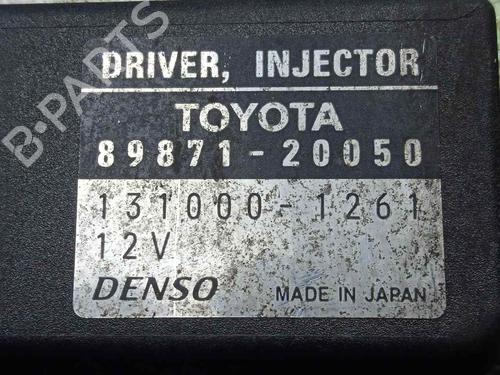 B-PARTS
DRIVER, INJECTOR
TOYOTA
89871-20050
131000-1261
12V
DENSO MADE IN JAPAN